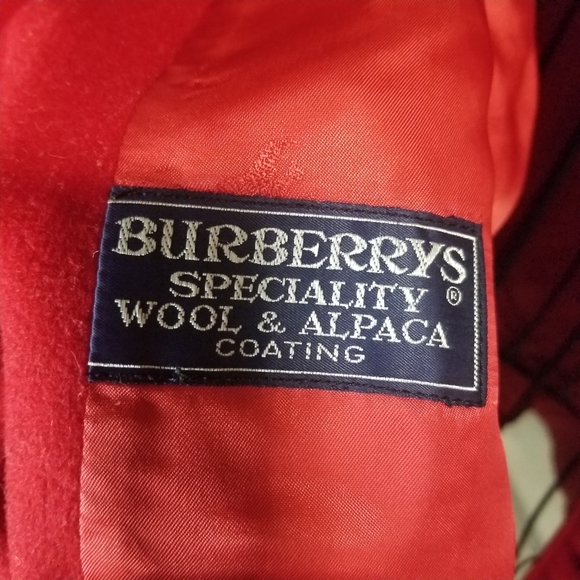 BURBERRYS
SPECIALITY ®
WOOL & ALPACA
COATING